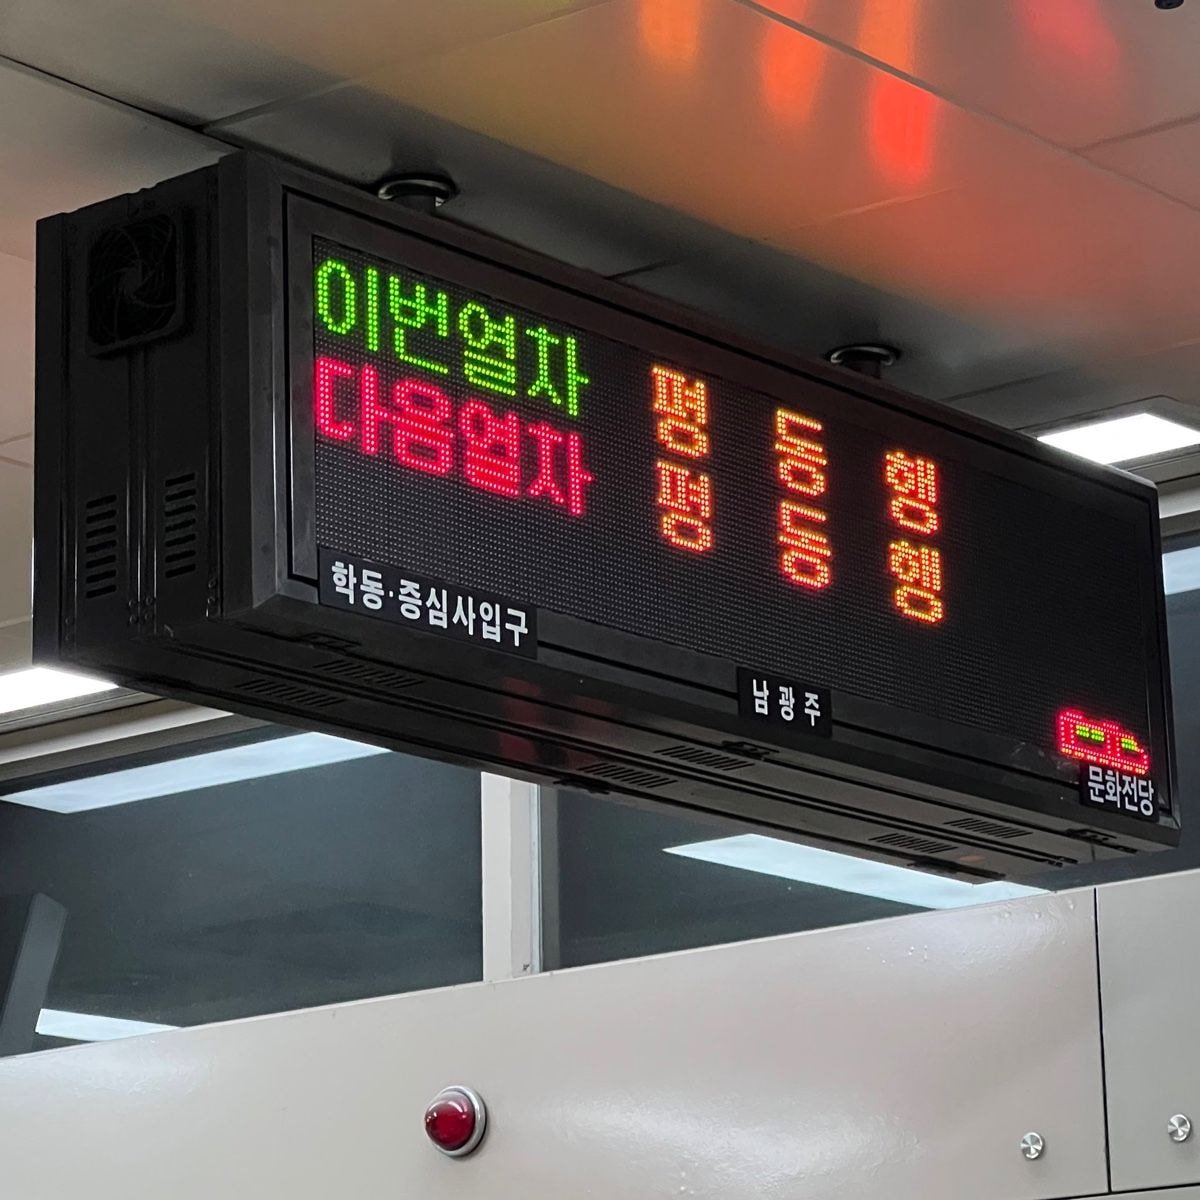 이번열차 평 동 행
다음열차 평 동 행
학동·증심사입구
남광주
문화전당